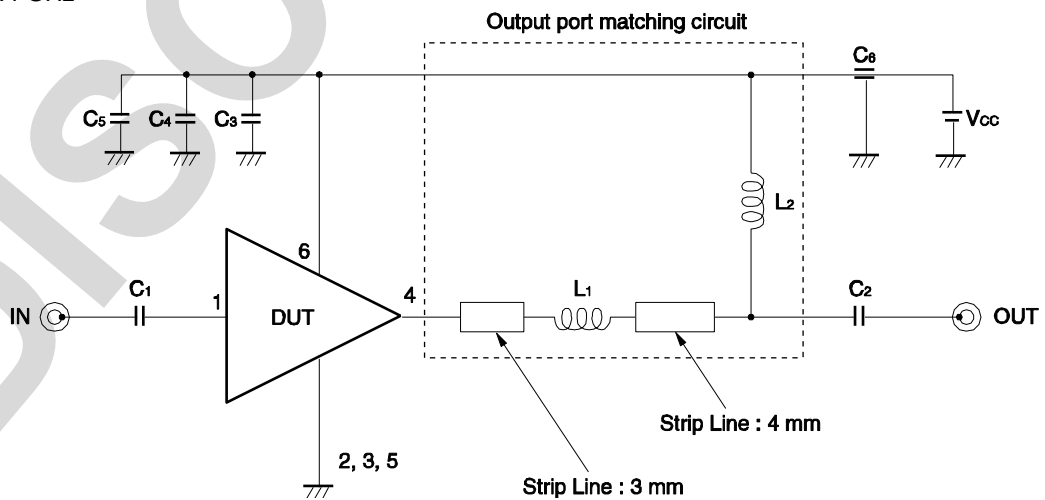 Output port matching circuit
C6
C5
C4
C3
VCC
L2
6
C1
1
4
L1
C2
IN
DUT
OUT
Strip Line : 4 mm
2, 3, 5
Strip Line : 3 mm